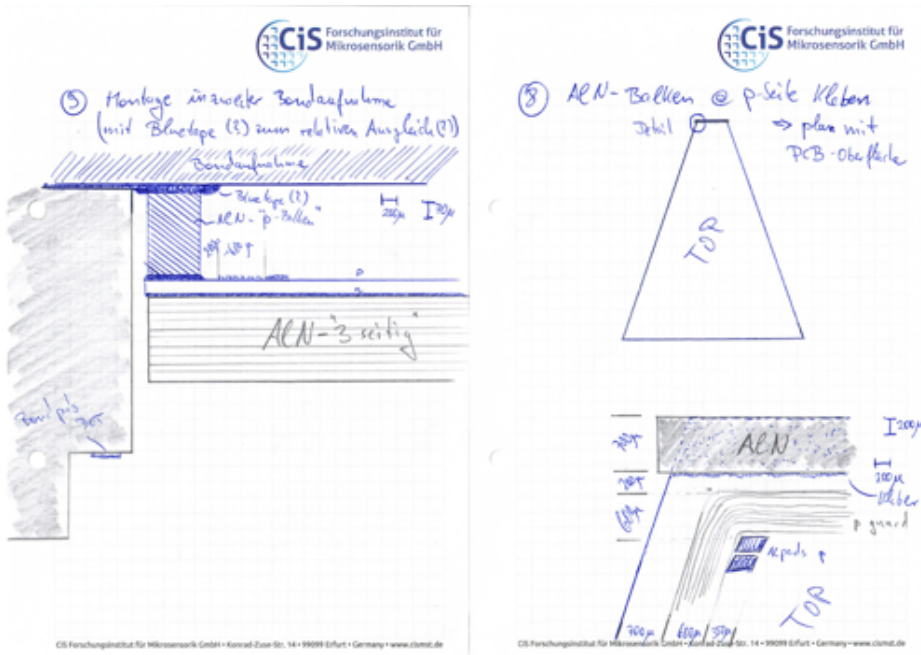 CiS Forschungsinstitut für
Mikrosensorik GmbH
⑤ Montage in zweiter Bondaufnahme
(mit Bluetape (?) zum relativen Ausgleich (?))
Bondaufnahme
Bluetape (?)
AlN-"p-Balken"
200µ
AlN-"3 seitig"
CiS Forschungsinstitut für Mikrosensorik GmbH • Konrad-Zuse-Str. 14 • 99099 Erfurt • Germany • www.cismst.de
CiS Forschungsinstitut für
Mikrosensorik GmbH
⑧ AlN-Balken @ p-Seite Kleben
Detail
⇒ plan mit
PCB-Oberfläche
TOP
AlN
200µ
200µ
Kleber
p guard
Al pads
TOP
700µ
600µ
CiS Forschungsinstitut für Mikrosensorik GmbH • Konrad-Zuse-Str. 14 • 99099 Erfurt • Germany • www.cismst.de